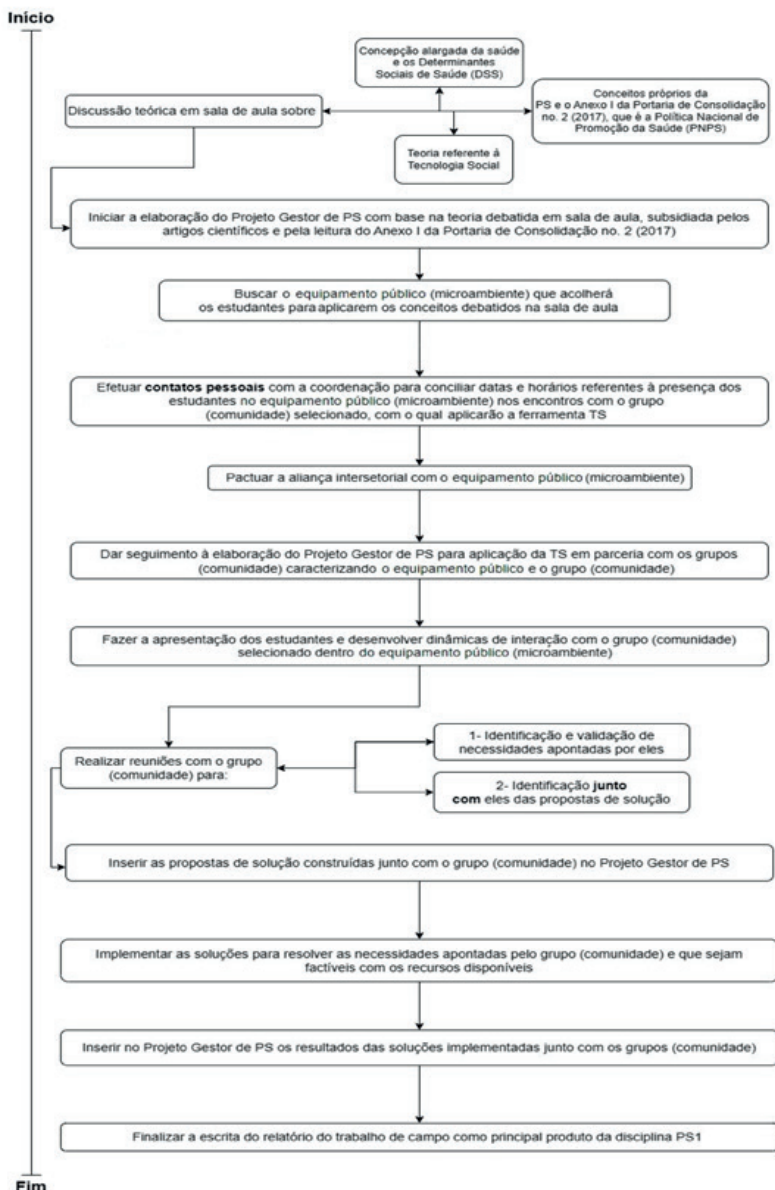 Início
Concepção alargada da saúde
e os Determinantes
Sociais de Saúde (DSS)
Discussão teórica em sala de aula sobre
Conceitos próprios da
PS e o Anexo I da Portaria de Consolidação
no. 2 (2017), que é a Política Nacional de
Promoção da Saúde (PNPS)
Teoria referente à
Tecnologia Social
Iniciar a elaboração do Projeto Gestor de PS com base na teoria debatida em sala de aula, subsidiada pelos
artigos científicos e pela leitura do Anexo I da Portaria de Consolidação no. 2 (2017)
Buscar o equipamento público (microambiente) que acolherá
os estudantes para aplicarem os conceitos debatidos na sala de aula
Efetuar contatos pessoais com a coordenação para conciliar datas e horários referentes à presença dos
estudantes no equipamento público (microambiente) nos encontros com o grupo
(comunidade) selecionado, com o qual aplicarão a ferramenta TS
Pactuar a aliança intersetorial com o equipamento público (microambiente)
Dar seguimento à elaboração do Projeto Gestor de PS para aplicação da TS em parceria com os grupos
(comunidade) caracterizando o equipamento público e o grupo (comunidade)
Fazer a apresentação dos estudantes e desenvolver dinâmicas de interação com o grupo (comunidade)
selecionado dentro do equipamento público (microambiente)
Realizar reuniões com o grupo
(comunidade) para:
1- Identificação e validação de
necessidades apontadas por eles
2- Identificação junto
com eles das propostas de solução
Inserir as propostas de solução construídas junto com o grupo (comunidade) no Projeto Gestor de PS
Implementar as soluções para resolver as necessidades apontadas pelo grupo (comunidade) e que sejam
factíveis com os recursos disponíveis
Inserir no Projeto Gestor de PS os resultados das soluções implementadas junto com os grupos (comunidade)
Finalizar a escrita do relatório do trabalho de campo como principal produto da disciplina PS1
Fim